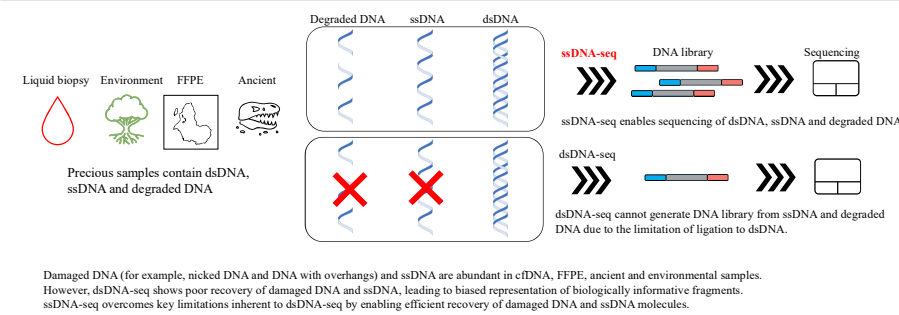 Degraded DNA ssDNA dsDNA
Liquid biopsy Environment FFPE Ancient
Precious samples contain dsDNA,
ssDNA and degraded DNA
ssDNA-seq DNA library Sequencing
ssDNA-seq enables sequencing of dsDNA, ssDNA and degraded DNA
dsDNA-seq
dsDNA-seq cannot generate DNA library from ssDNA and degraded
DNA due to the limitation of ligation to dsDNA.
Damaged DNA (for example, nicked DNA and DNA with overhangs) and ssDNA are abundant in cfDNA, FFPE, ancient and environmental samples.
However, dsDNA-seq shows poor recovery of damaged DNA and ssDNA, leading to biased representation of biologically informative fragments.
ssDNA-seq overcomes key limitations inherent to dsDNA-seq by enabling efficient recovery of damaged DNA and ssDNA molecules.